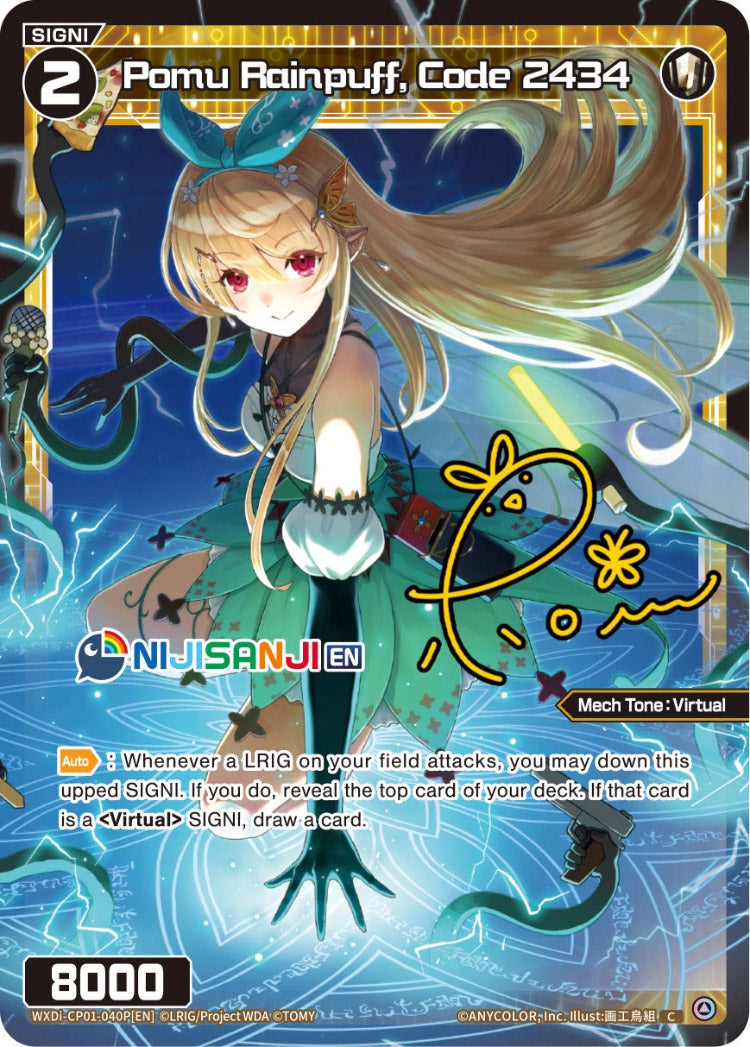 SIGNI
2
Pomu Rainpuff, Code 2434
Pomu
NIJISANJI EN
Mech Tone:Virtual
Auto : Whenever a LRIG on your field attacks, you may down this
upped SIGNI. If you do, reveal the top card of your deck. If that card
is a <Virtual> SIGNI, draw a card.
8000
WXDi-CP01-040P[EN] ©LRIG/Project WDA ©TOMY
©ANYCOLOR, Inc. Illust:画工鳥組 C